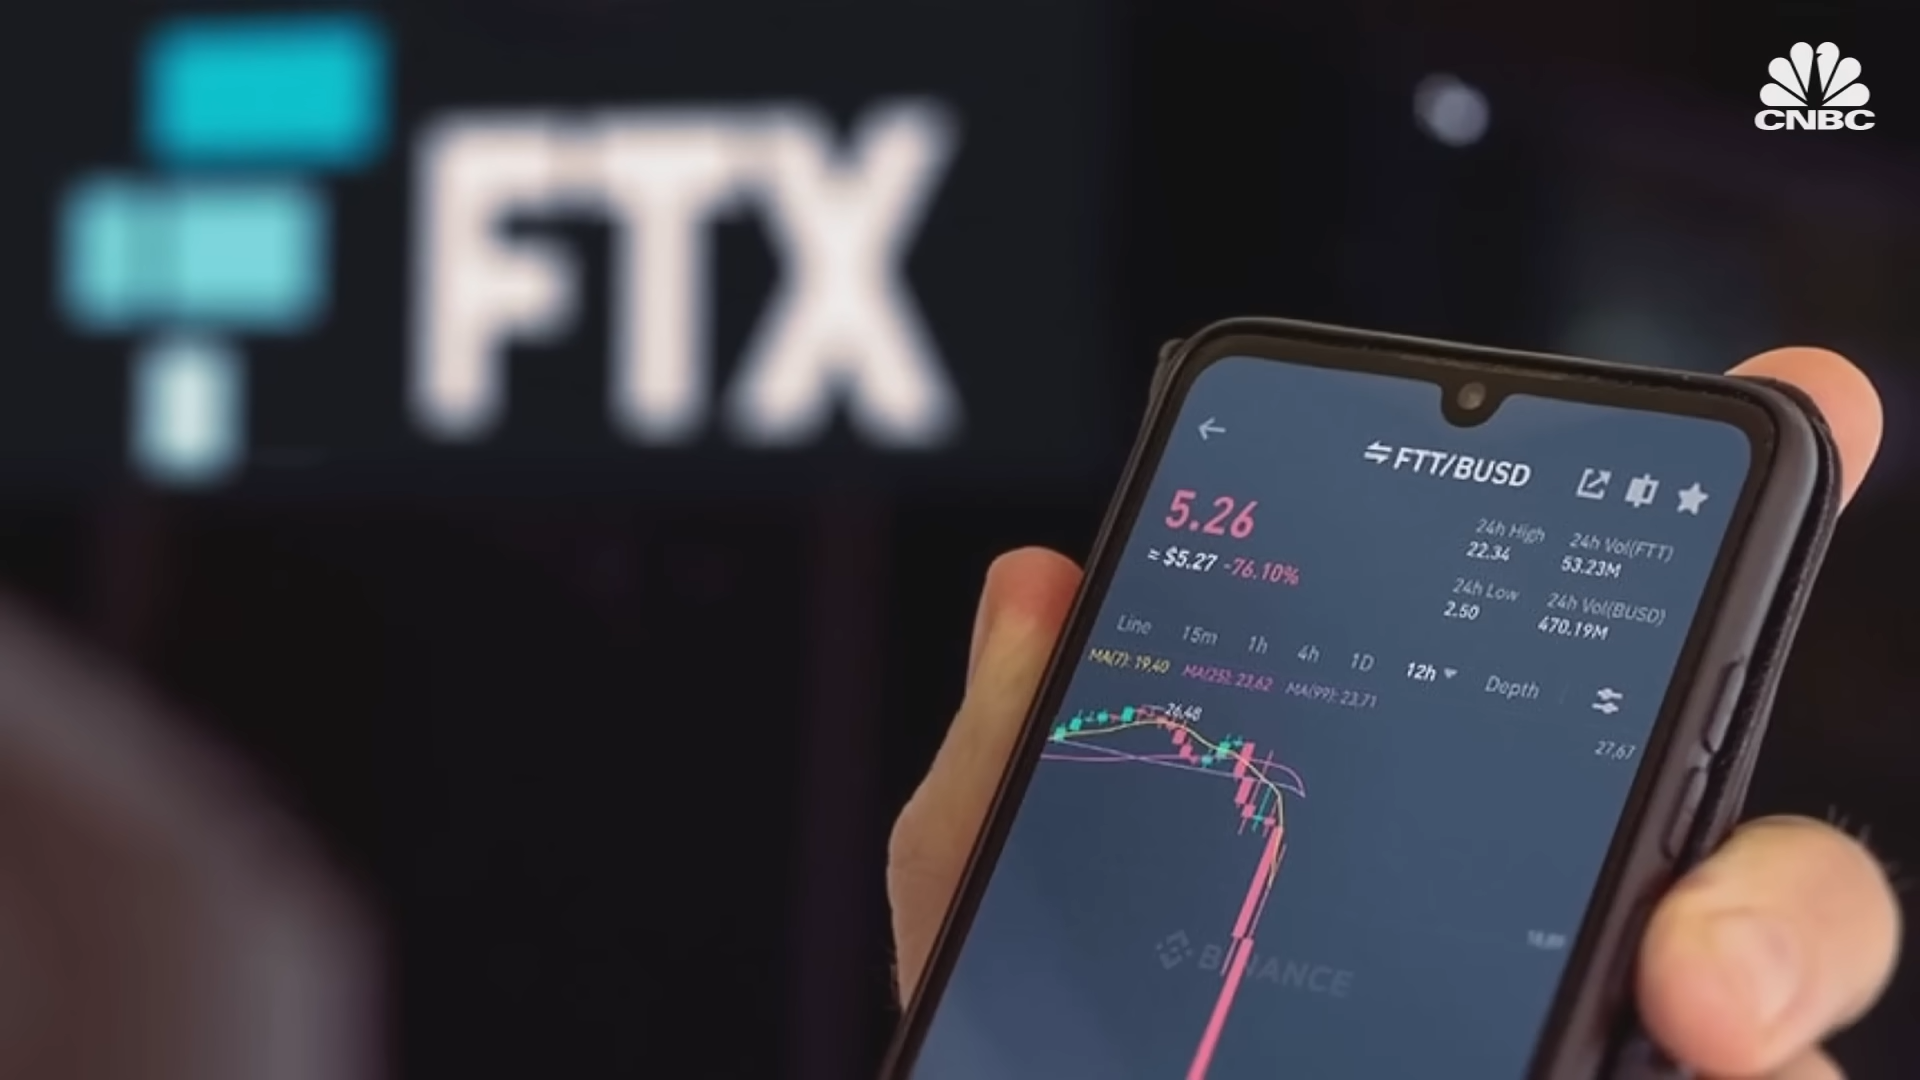 FTX
CNBC
FTT/BUSD
5.26
≈ $5.27 -76.10%
24h High
22.34
24h Vol(FTT)
53.23M
24h Low
2.50
24h Vol(BUSD)
470.19M
Line 15m 1h 4h 1D 12h Depth
MA(7): 19,40 MA(25): 23,62 MA(99): 23,71
26,48
27,67
BINANCE